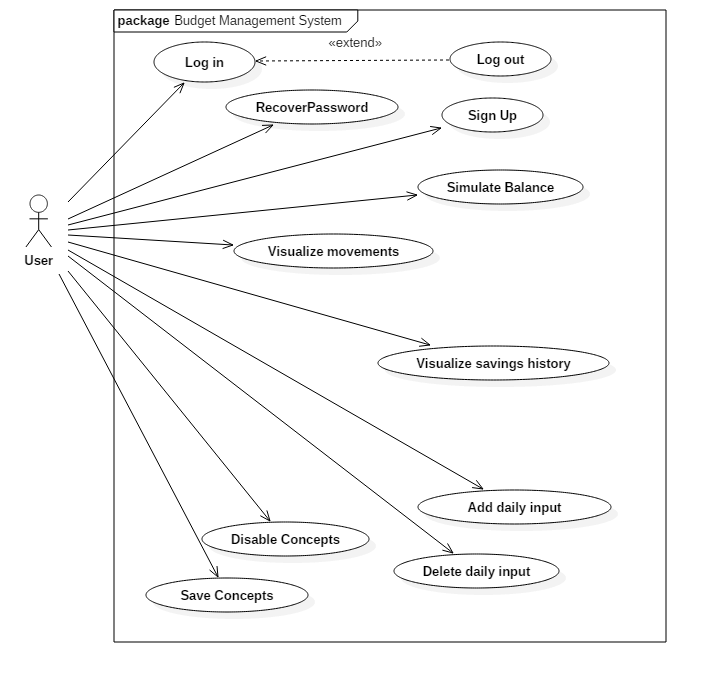 package Budget Management System
«extend»
Log in
Log out
RecoverPassword
Sign Up
Simulate Balance
Visualize movements
User
Visualize savings history
Add daily input
Disable Concepts
Delete daily input
Save Concepts